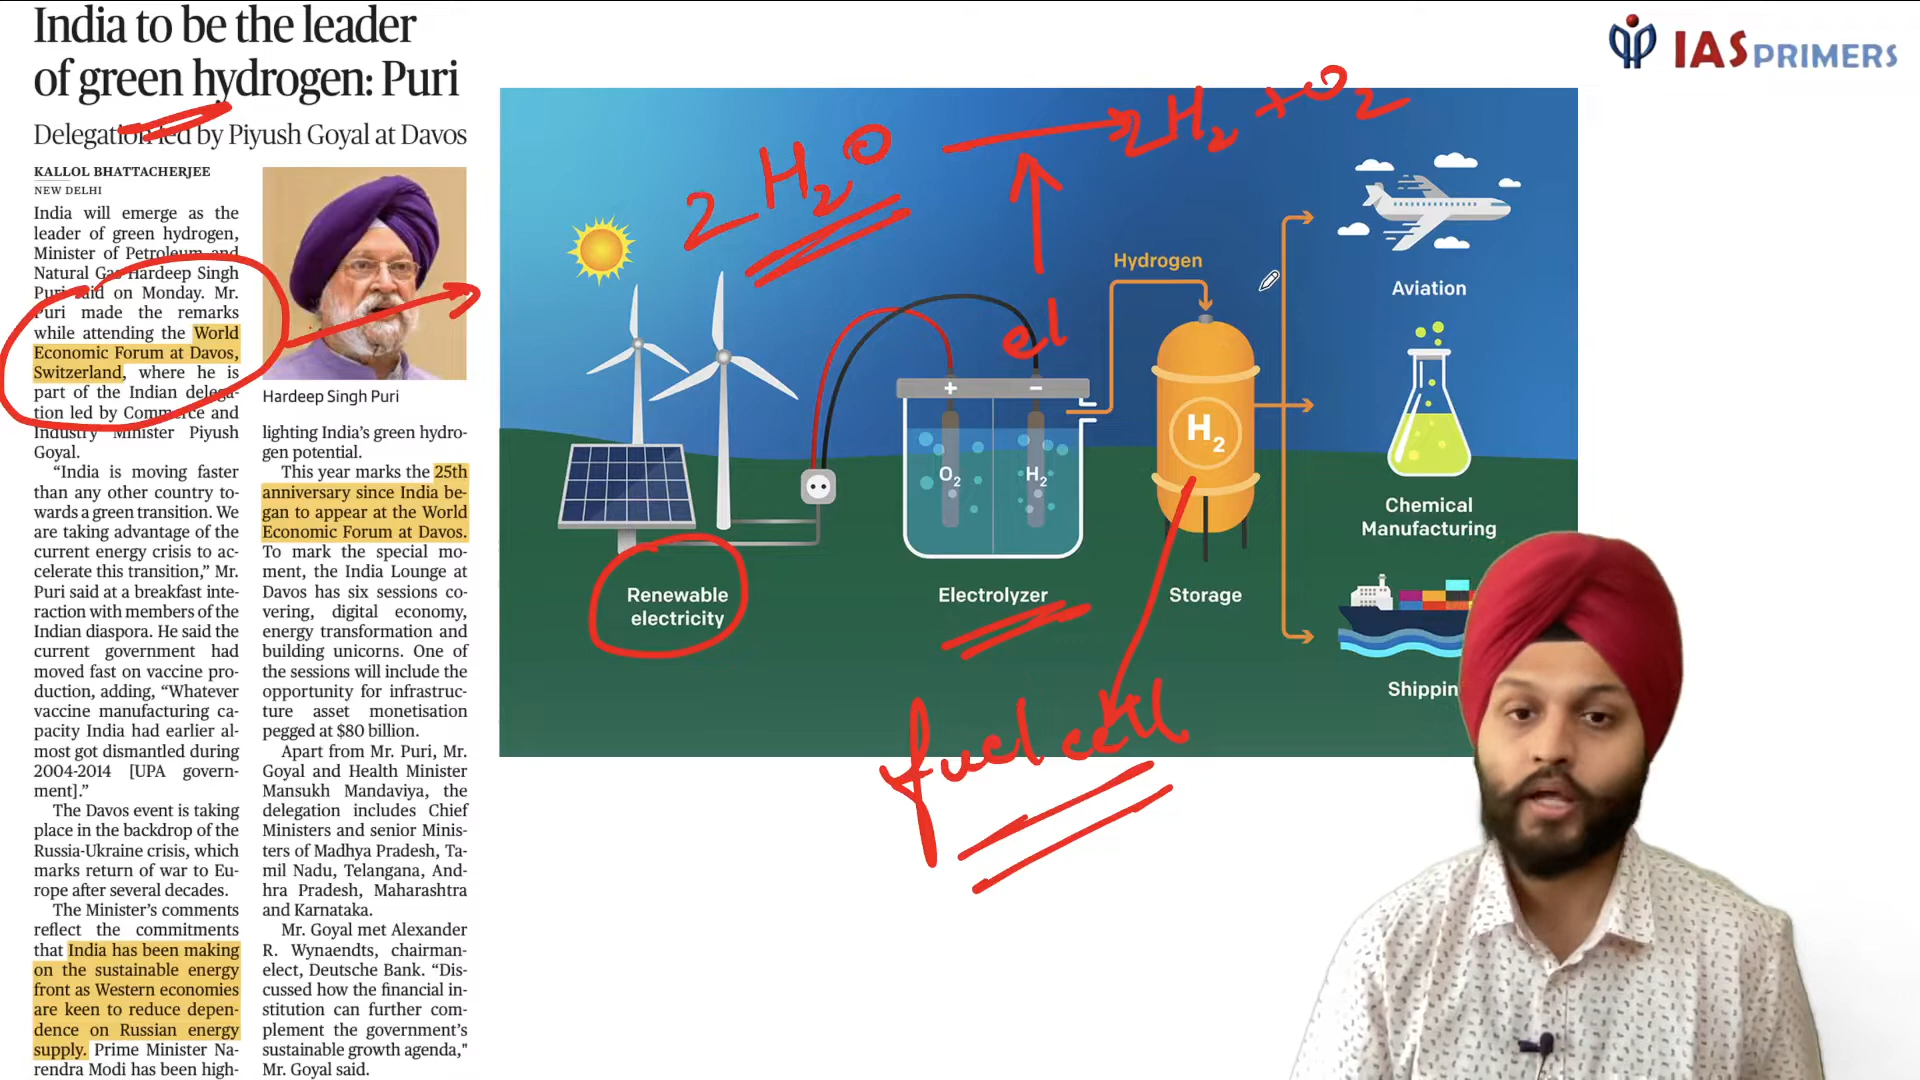 India to be the leader
of green hydrogen: Puri
Delegation led by Piyush Goyal at Davos
KALLOL BHATTACHERJEE
NEW DELHI
India will emerge as the
leader of green hydrogen,
Minister of Petroleum and
Natural Gas Hardeep Singh
Puri said on Monday. Mr.
Puri made the remarks
while attending the World
Economic Forum at Davos,
Switzerland, where he is
part of the Indian delega-
tion led by Commerce and
Industry Minister Piyush
Goyal.
“India is moving faster
than any other country to-
wards a green transition. We
are taking advantage of the
current energy crisis to ac-
celerate this transition,” Mr.
Puri said at a breakfast inte-
raction with members of the
Indian diaspora. He said the
current government had
moved fast on vaccine pro-
duction, adding, “Whatever
vaccine manufacturing ca-
pacity India had earlier al-
most got dismantled during
2004-2014 [UPA govern-
ment].”
The Davos event is taking
place in the backdrop of the
Russia-Ukraine crisis, which
marks return of war to Eu-
rope after several decades.
The Minister’s comments
reflect the commitments
that India has been making
on the sustainable energy
front as Western economies
are keen to reduce depen-
dence on Russian energy
supply. Prime Minister Na-
rendra Modi has been high-
Hardeep Singh Puri
lighting India’s green hydro-
gen potential.
This year marks the 25th
anniversary since India be-
gan to appear at the World
Economic Forum at Davos.
To mark the special mo-
ment, the India Lounge at
Davos has six sessions co-
vering, digital economy,
energy transformation and
building unicorns. One of
the sessions will include the
opportunity for infrastruc-
ture asset monetisation
pegged at $80 billion.
Apart from Mr. Puri, Mr.
Goyal and Health Minister
Mansukh Mandaviya, the
delegation includes Chief
Ministers and senior Minis-
ters of Madhya Pradesh, Ta-
mil Nadu, Telangana, And-
hra Pradesh, Maharashtra
and Karnataka.
Mr. Goyal met Alexander
R. Wynaendts, chairman-
elect, Deutsche Bank. “Dis-
cussed how the financial in-
stitution can further com-
plement the government’s
sustainable growth agenda,"
Mr. Goyal said.
IAS PRIMERS
2H₂O
2H₂ + O₂
el
Hydrogen
+ −
O₂ H₂
H₂
Renewable
electricity
Electrolyzer
Storage
Aviation
Chemical
Manufacturing
Shippin
fuel cell